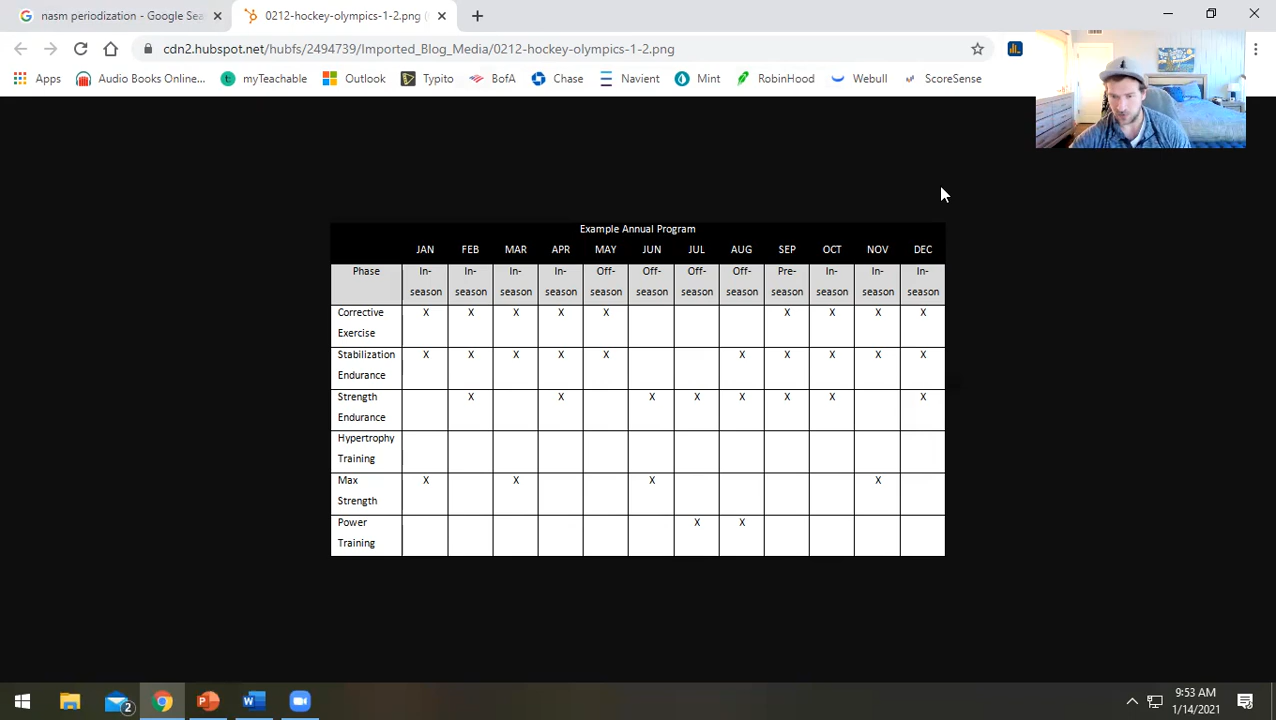 nasm periodization - Google Sea
0212-hockey-olympics-1-2.png (
cdn2.hubspot.net/hubfs/2494739/Imported_Blog_Media/0212-hockey-olympics-1-2.png
Apps Audio Books Online... myTeachable Outlook Typito BofA Chase Navient Mint RobinHood Webull ScoreSense
Example Annual Program
JAN FEB MAR APR MAY JUN JUL AUG SEP OCT NOV DEC
Phase In- In- In- In- Off- Off- Off- Off- Pre- In- In- In-
season season season season season season season season season season season season
Corrective X X X X X X X X X
Exercise
Stabilization X X X X X X X X X X
Endurance
Strength X X X X X X X X
Endurance
Hypertrophy
Training
Max X X X X
Strength
Power X X
Training
2
9:53 AM
1/14/2021